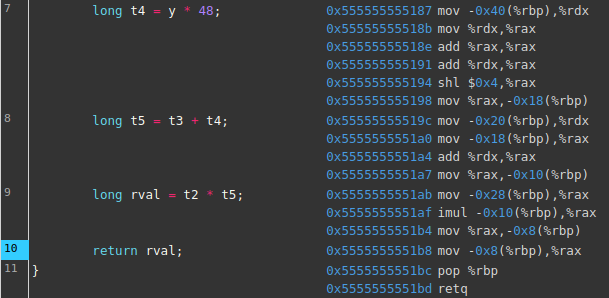 7 long t4 = y * 48; 0x555555555187 mov -0x40(%rbp),%rdx
0x55555555518b mov %rdx,%rax
0x55555555518e add %rax,%rax
0x555555555191 add %rdx,%rax
0x555555555194 shl $0x4,%rax
0x555555555198 mov %rax,-0x18(%rbp)
8 long t5 = t3 + t4; 0x55555555519c mov -0x20(%rbp),%rdx
0x5555555551a0 mov -0x18(%rbp),%rax
0x5555555551a4 add %rdx,%rax
0x5555555551a7 mov %rax,-0x10(%rbp)
9 long rval = t2 * t5; 0x5555555551ab mov -0x28(%rbp),%rax
0x5555555551af imul -0x10(%rbp),%rax
0x5555555551b4 mov %rax,-0x8(%rbp)
10 return rval; 0x5555555551b8 mov -0x8(%rbp),%rax
11 } 0x5555555551bc pop %rbp
0x5555555551bd retq